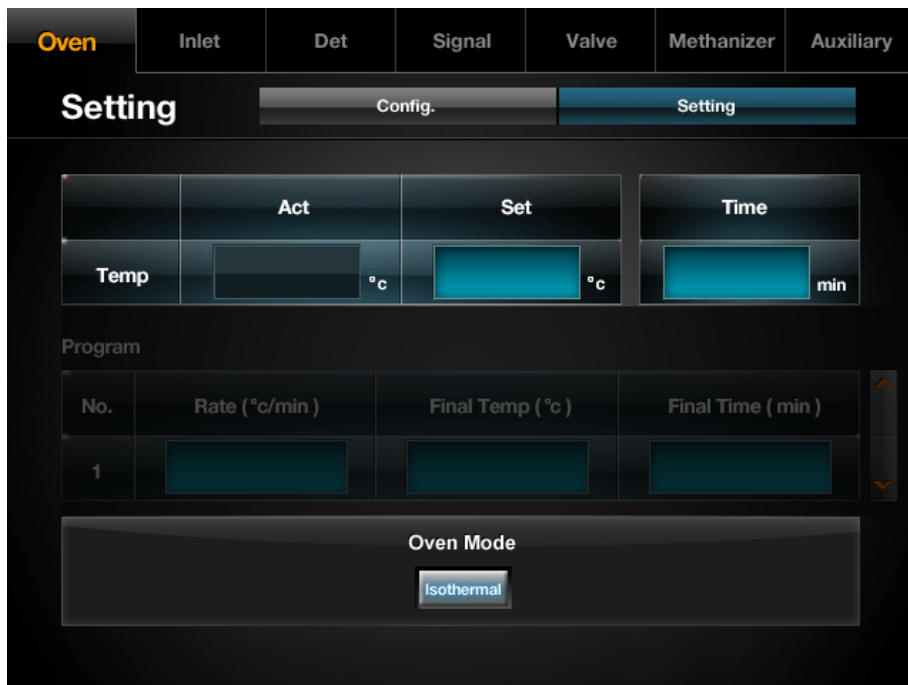 Oven Inlet Det Signal Valve Methanizer Auxiliary
Setting Config. Setting
Act Set Time
Temp °c °c min
Program
No. Rate ( °c/min ) Final Temp ( °c ) Final Time ( min )
1
Oven Mode
Isothermal